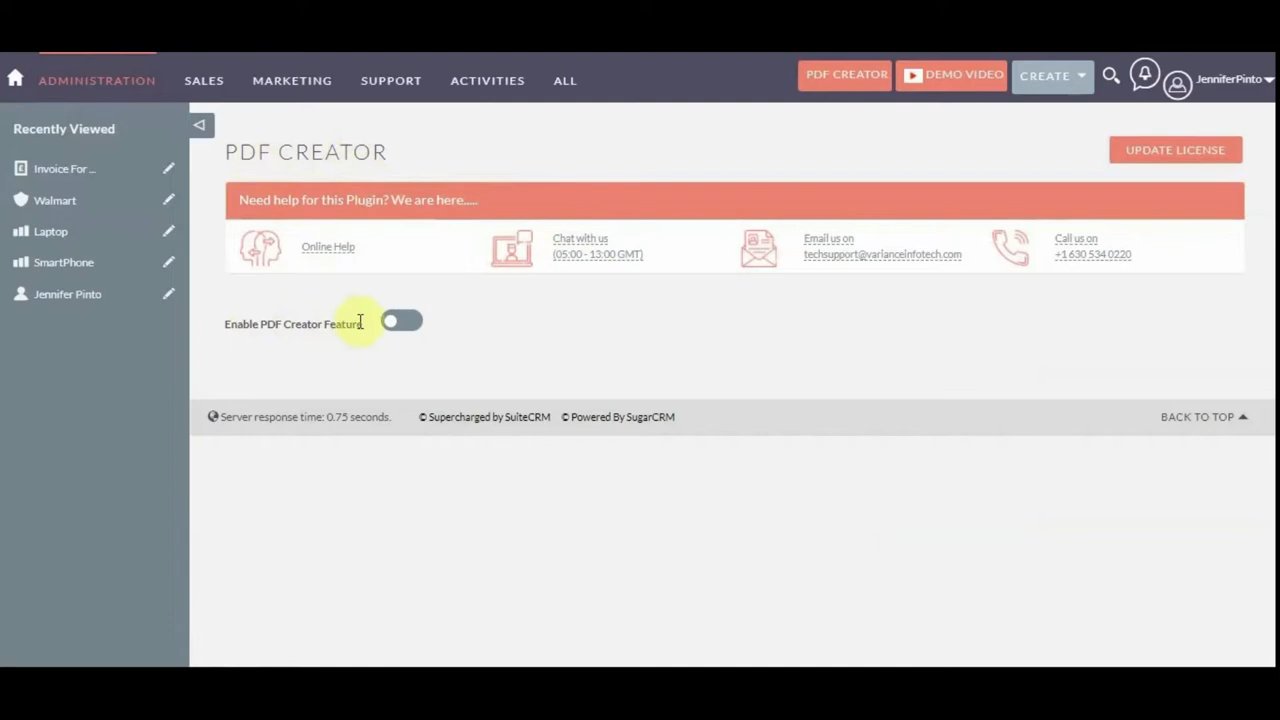 ADMINISTRATION SALES MARKETING SUPPORT ACTIVITIES ALL PDF CREATOR DEMO VIDEO CREATE JenniferPinto
Recently Viewed
Invoice For ...
Walmart
Laptop
SmartPhone
Jennifer Pinto
PDF CREATOR
UPDATE LICENSE
Need help for this Plugin? We are here.....
Online Help
Chat with us
(05:00 - 13:00 GMT)
Email us on
techsupport@varianceinfotech.com
Call us on
+1 630 534 0220
Enable PDF Creator Feature
Server response time: 0.75 seconds. © Supercharged by SuiteCRM © Powered By SugarCRM BACK TO TOP